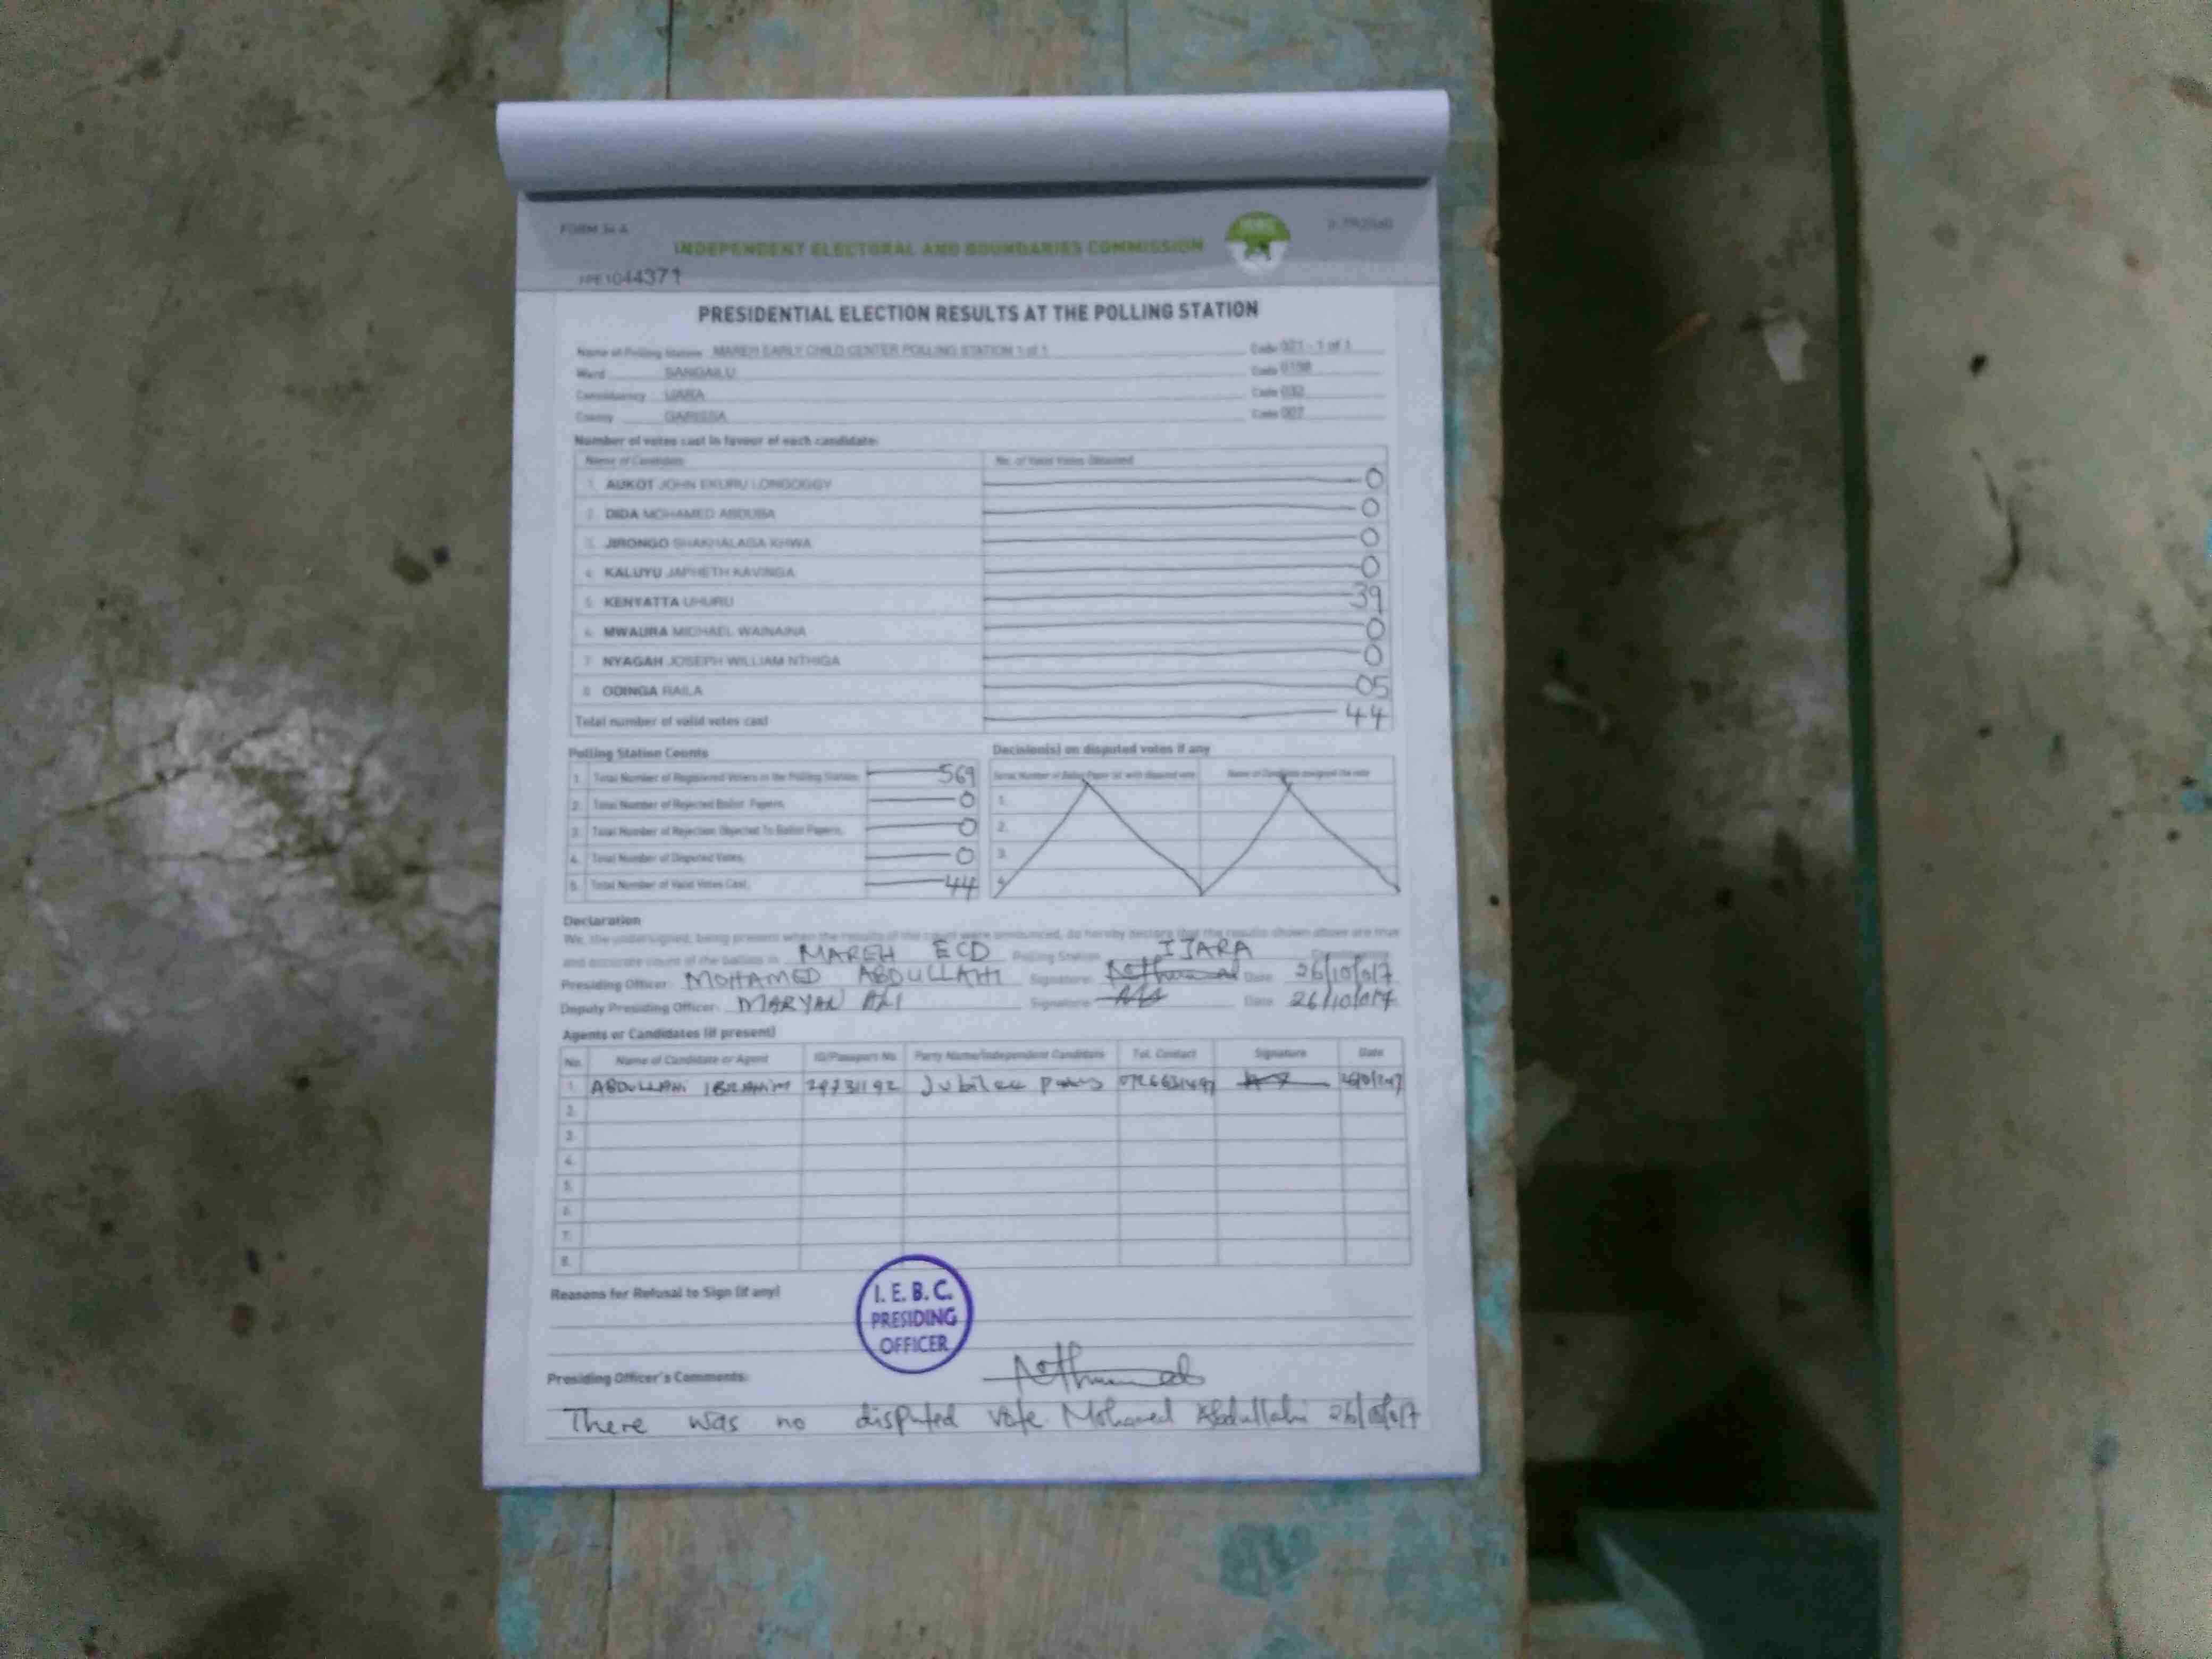 FORM 34 A
INDEPENDENT ELECTORAL AND BOUNDARIES COMMISSION
1044371
PRESIDENTIAL ELECTION RESULTS AT THE POLLING STATION
Name of Polling Station MAREH EARLY CHILD CENTER POLLING STATION 1 of 1 Code 021 - 1 of 1
Ward SANGAILU Code
Constituency IJARA Code 032
County GARISSA Code 007
Number of votes cast in favour of each candidate:
Name of Candidate No. of Valid Votes Obtained
1. AUKOT JOHN EKURU LONGOGGY 0
2. DIDA MOHAMED ABDUBA 0
3. JIRONGO SHAKHALAGA KHWA 0
4. KALUYU JAPHETH KAVINGA 0
5. KENYATTA UHURU 39
6. MWAURA MICHAEL WAINAINA 0
7. NYAGAH JOSEPH WILLIAM NTHIGA 0
8. ODINGA RAILA 05
Total number of valid votes cast 44
Polling Station Counts
1. Total Number of Registered Voters in the Polling Station 569
2. Total Number of Rejected Ballot Papers, 0
3. Total Number of Rejection Objected To Ballot Papers, 0
4. Total Number of Disputed Votes, 0
5. Total Number of Valid Votes Cast, 44
Decision(s) on disputed votes if any
Serial Number of Ballot Paper (s) with disputed vote Name of Candidate assigned the vote
1.
2.
3.
4.
Declaration
We, the undersigned, being present when the results of the count were announced, do hereby declare that the results shown above are true
and accurate count of the ballots in MAREH ECD Polling Station IJARA Constituency
Presiding Officer: MOHAMED ABDULLAHI Signature: Date 26/10/017
Deputy Presiding Officer: MARYAN ALI Signature: Date 26/10/017
Agents or Candidates (if present)
No. Name of Candidate or Agent ID/Passport No. Party Name/Independent Candidate Tel. Contact Signature Date
1. ABDULLAHI IBRAHIM 29731192 Jubilee
2.
3.
4.
5.
6.
7.
8.
Reasons for Refusal to Sign (if any)
I. E. B. C.
PRESIDING
OFFICER
Presiding Officer's Comments:
There was no disputed vote Mohamed Abdullahi 26/10/017